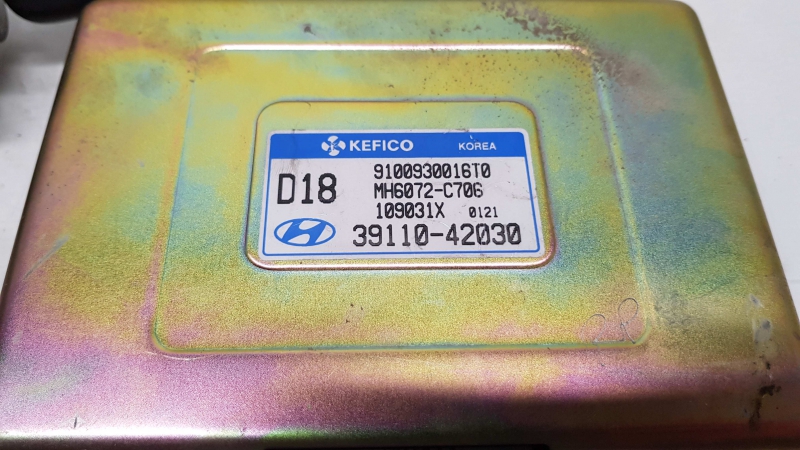 KEFICO KOREA
9100930016T0
D18 MH6072-C706
109031X 0121
39110-42030